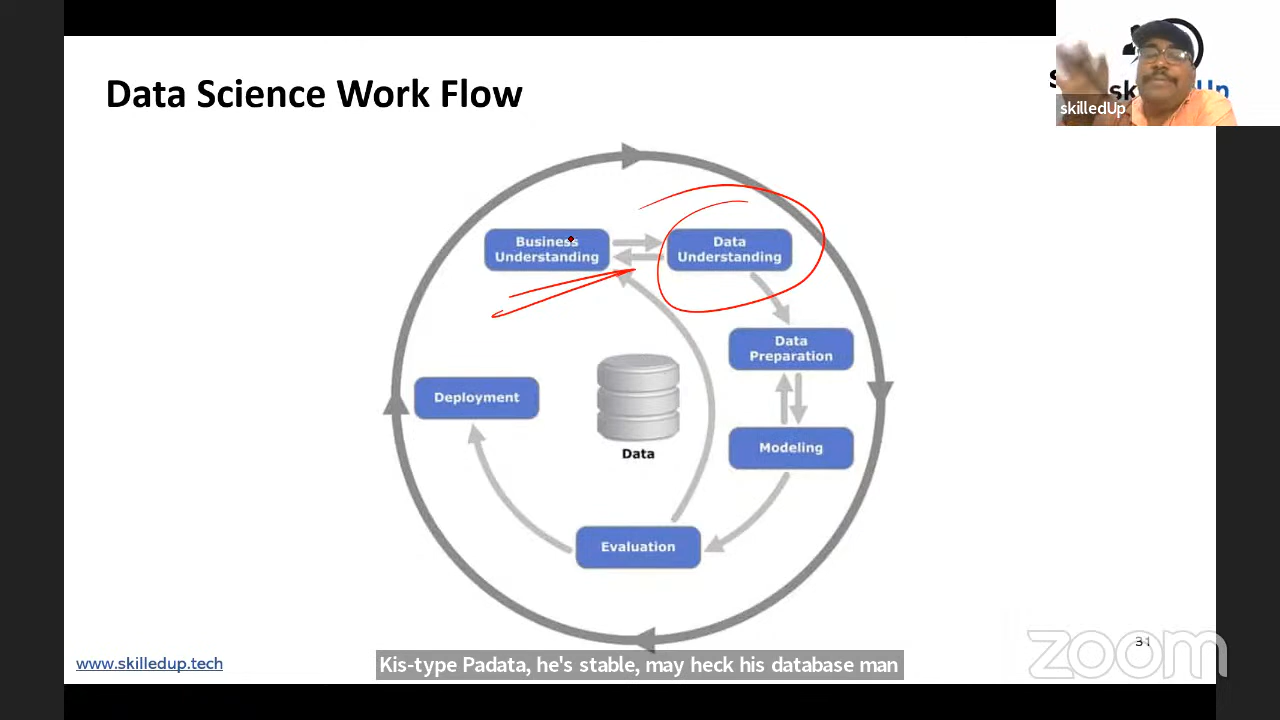 Data Science Work Flow
skilledUp
Business
Understanding
Data
Understanding
Data
Preparation
Deployment
Modeling
Data
Evaluation
www.skilledup.tech
Kis-type Padata, he's stable, may heck his database man
31
zoom